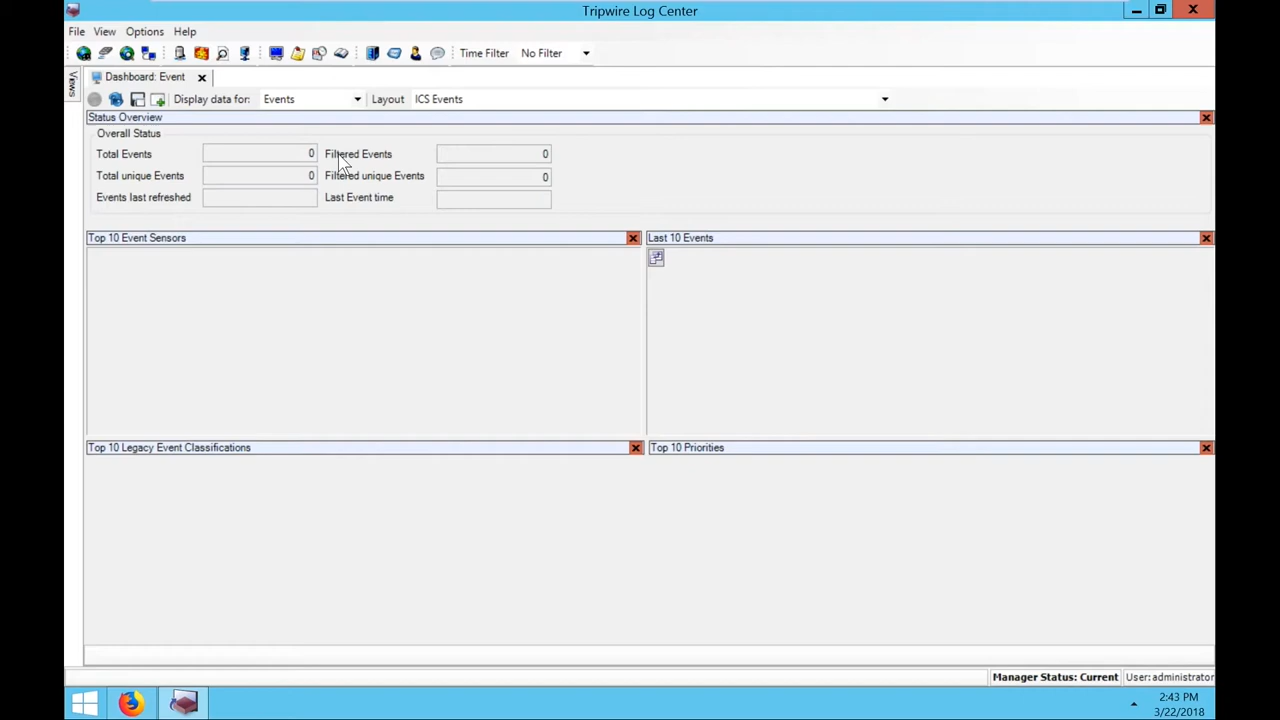 Tripwire Log Center
File View Options Help
Time Filter No Filter
Views
Dashboard: Event
Display data for: Events Layout ICS Events
Status Overview
Overall Status
Total Events 0 Filtered Events 0
Total unique Events 0 Filtered unique Events 0
Events last refreshed Last Event time
Top 10 Event Sensors Last 10 Events
Top 10 Legacy Event Classifications Top 10 Priorities
Manager Status: Current User: administrator
2:43 PM
3/22/2018